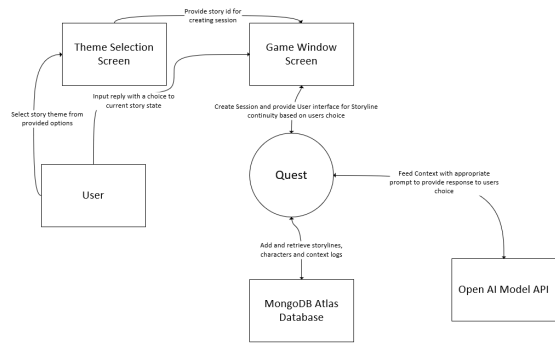 Provide story id for
creating session
Theme Selection
Screen
Game Window
Screen
Input reply with a choice to
current story state
Select story theme from
provided options
Create Session and provide User interface for Storyline
continuity based on users choice
User
Quest
Feed Context with appropriate
prompt to provide response to users
choice
Add and retrieve storylines,
characters and context logs
MongoDB Atlas
Database
Open AI Model API